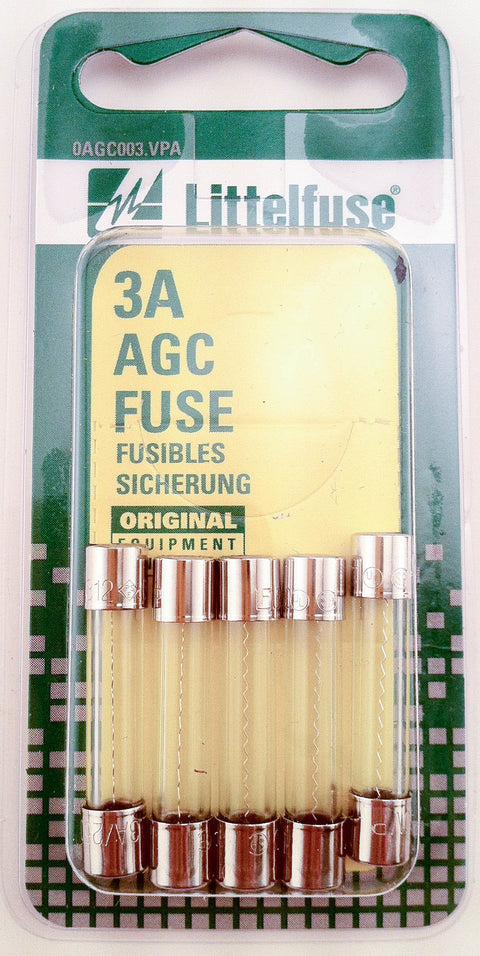 0AGC003.VPA
Littelfuse®
3A
AGC
FUSE
FUSIBLES
SICHERUNG
ORIGINAL
EQUIPMENT